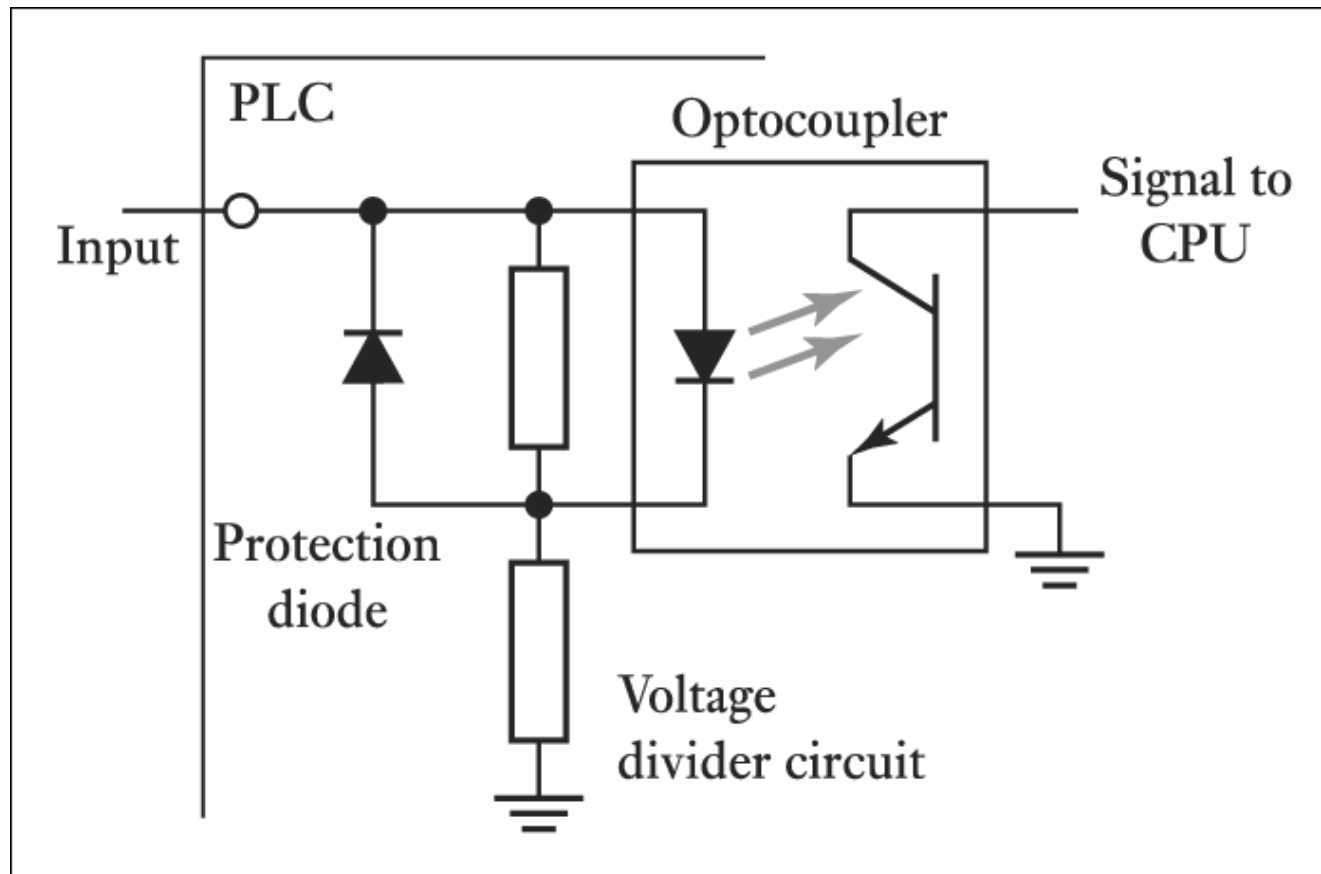 PLC
Optocoupler
Signal to
CPU
Input
Protection
diode
Voltage
divider circuit